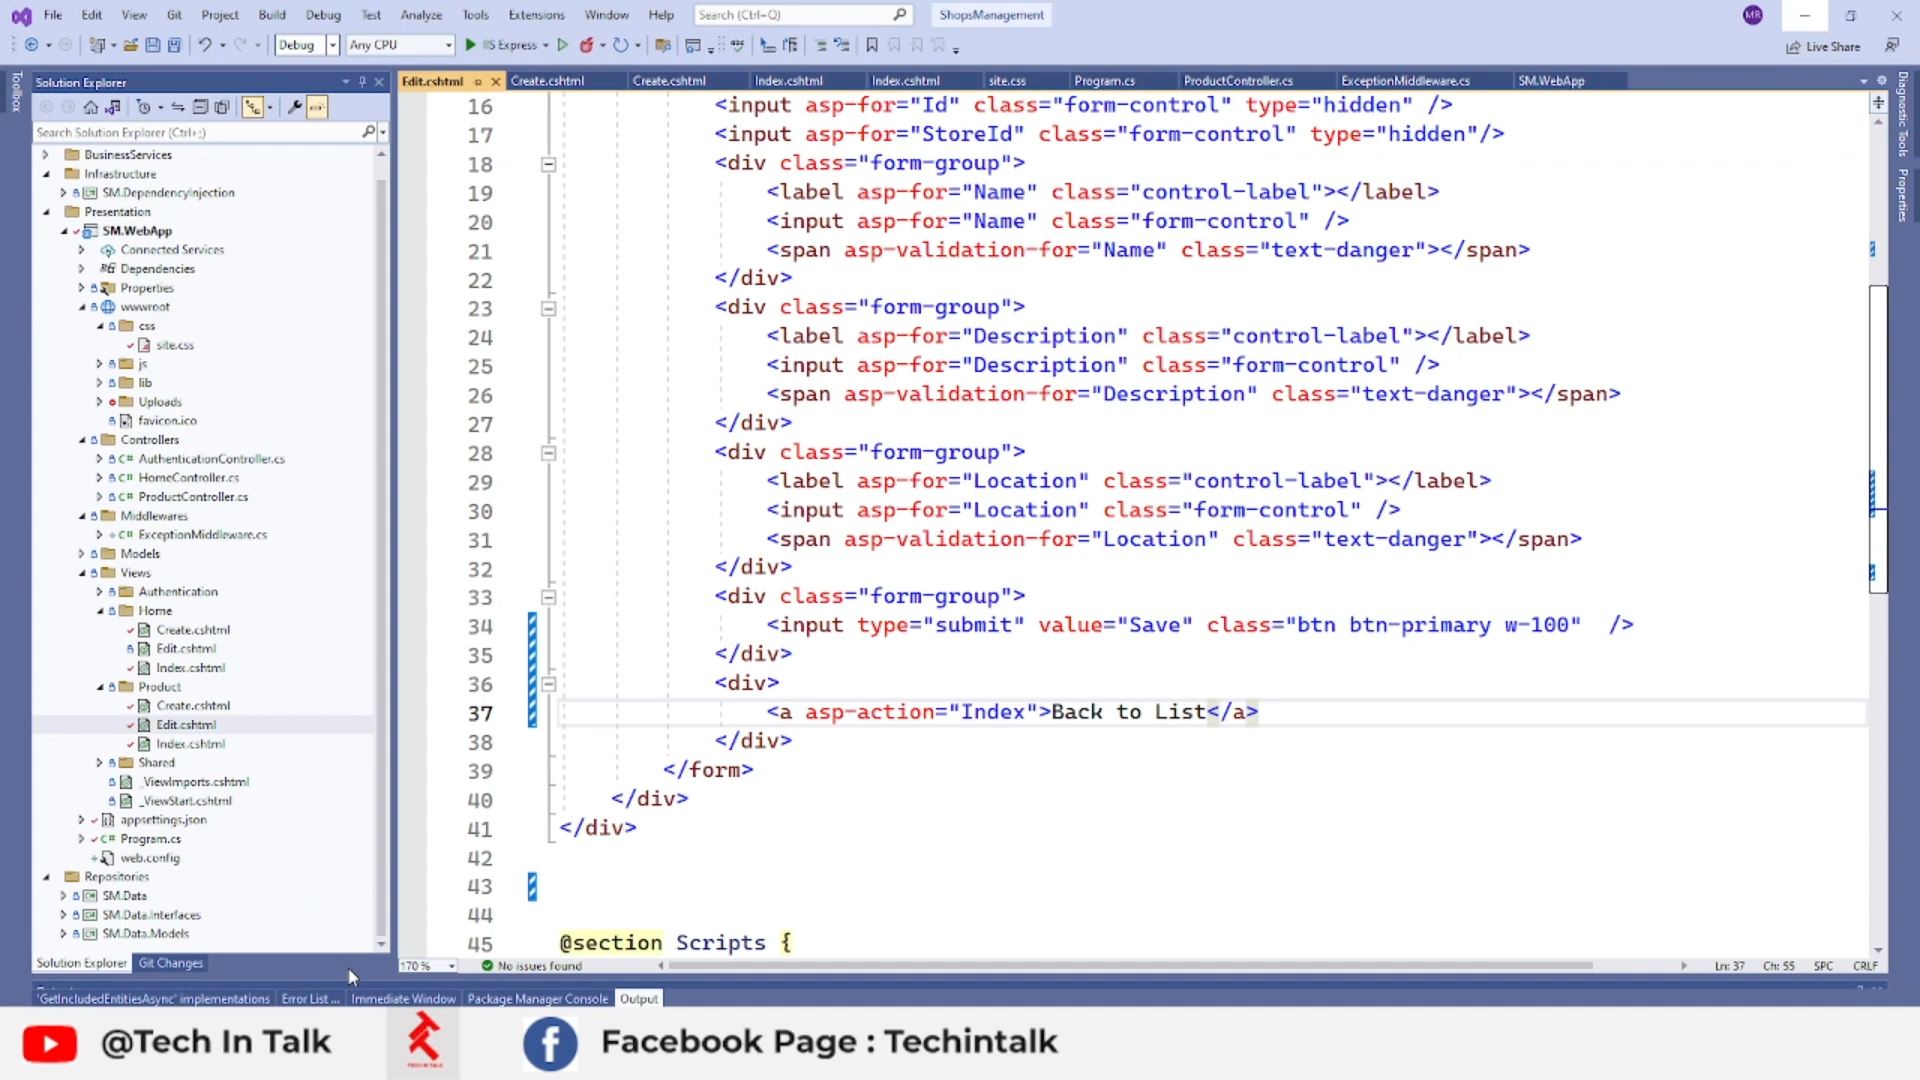 File Edit View Git Project Build Debug Test Analyze Tools Extensions Window Help Search (Ctrl+Q) ShopsManagement MR
Debug Any CPU IIS Express Live Share
Toolbox
Solution Explorer
Search Solution Explorer (Ctrl+;)
BusinessServices
Infrastructure
SM.DependencyInjection
Presentation
SM.WebApp
Connected Services
Dependencies
Properties
wwwroot
css
site.css
js
lib
Uploads
favicon.ico
Controllers
AuthenticationController.cs
HomeController.cs
ProductController.cs
Middlewares
ExceptionMiddleware.cs
Models
Views
Authentication
Home
Create.cshtml
Edit.cshtml
Index.cshtml
Product
Create.cshtml
Edit.cshtml
Index.cshtml
Shared
_ViewImports.cshtml
_ViewStart.cshtml
appsettings.json
Program.cs
web.config
Repositories
SM.Data
SM.Data.Interfaces
SM.Data.Models
Solution Explorer Git Changes
Edit.cshtml Create.cshtml Create.cshtml Index.cshtml Index.cshtml site.css Program.cs ProductController.cs ExceptionMiddleware.cs SM.WebApp
16 <input asp-for="Id" class="form-control" type="hidden" />
17 <input asp-for="StoreId" class="form-control" type="hidden"/>
18 <div class="form-group">
19 <label asp-for="Name" class="control-label"></label>
20 <input asp-for="Name" class="form-control" />
21 <span asp-validation-for="Name" class="text-danger"></span>
22 </div>
23 <div class="form-group">
24 <label asp-for="Description" class="control-label"></label>
25 <input asp-for="Description" class="form-control" />
26 <span asp-validation-for="Description" class="text-danger"></span>
27 </div>
28 <div class="form-group">
29 <label asp-for="Location" class="control-label"></label>
30 <input asp-for="Location" class="form-control" />
31 <span asp-validation-for="Location" class="text-danger"></span>
32 </div>
33 <div class="form-group">
34 <input type="submit" value="Save" class="btn btn-primary w-100"  />
35 </div>
36 <div>
37 <a asp-action="Index">Back to List</a>
38 </div>
39 </form>
40 </div>
41 </div>
42
43
44
45 @section Scripts {
170 % No issues found Ln: 37 Ch: 55 SPC CRLF
Diagnostic Tools
Properties
'GetIncludedEntitiesAsync' implementations Error List ... Immediate Window Package Manager Console Output
@Tech In Talk TECH IN TALK Facebook Page : Techintalk